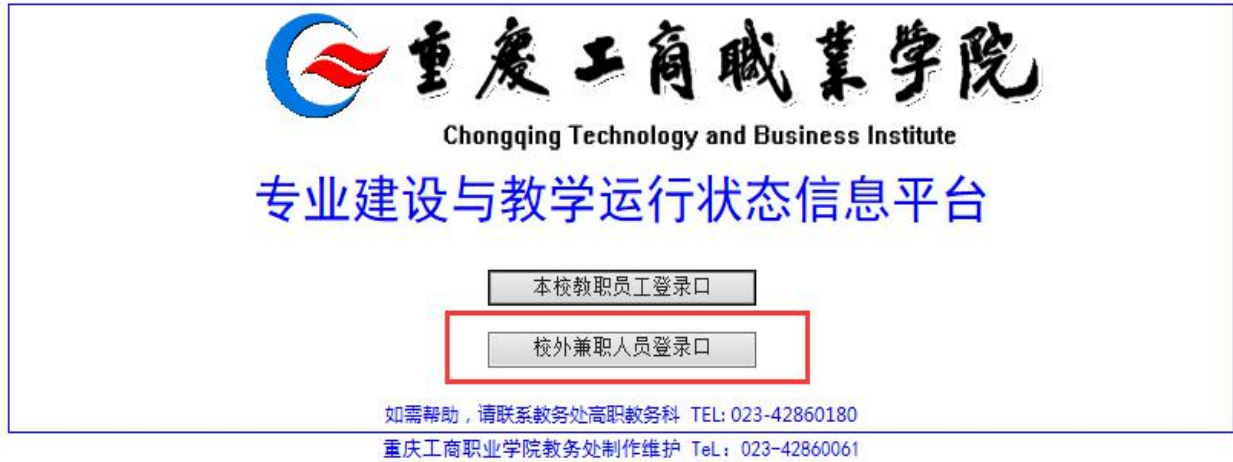 重慶工商職業学院
Chongqing Technology and Business Institute
专业建设与教学运行状态信息平台
本校教职员工登录口
校外兼职人员登录口
如需帮助，请联系教务处高职教务科 TEL: 023-42860180
重庆工商职业学院教务处制作维护 TeL：023-42860061